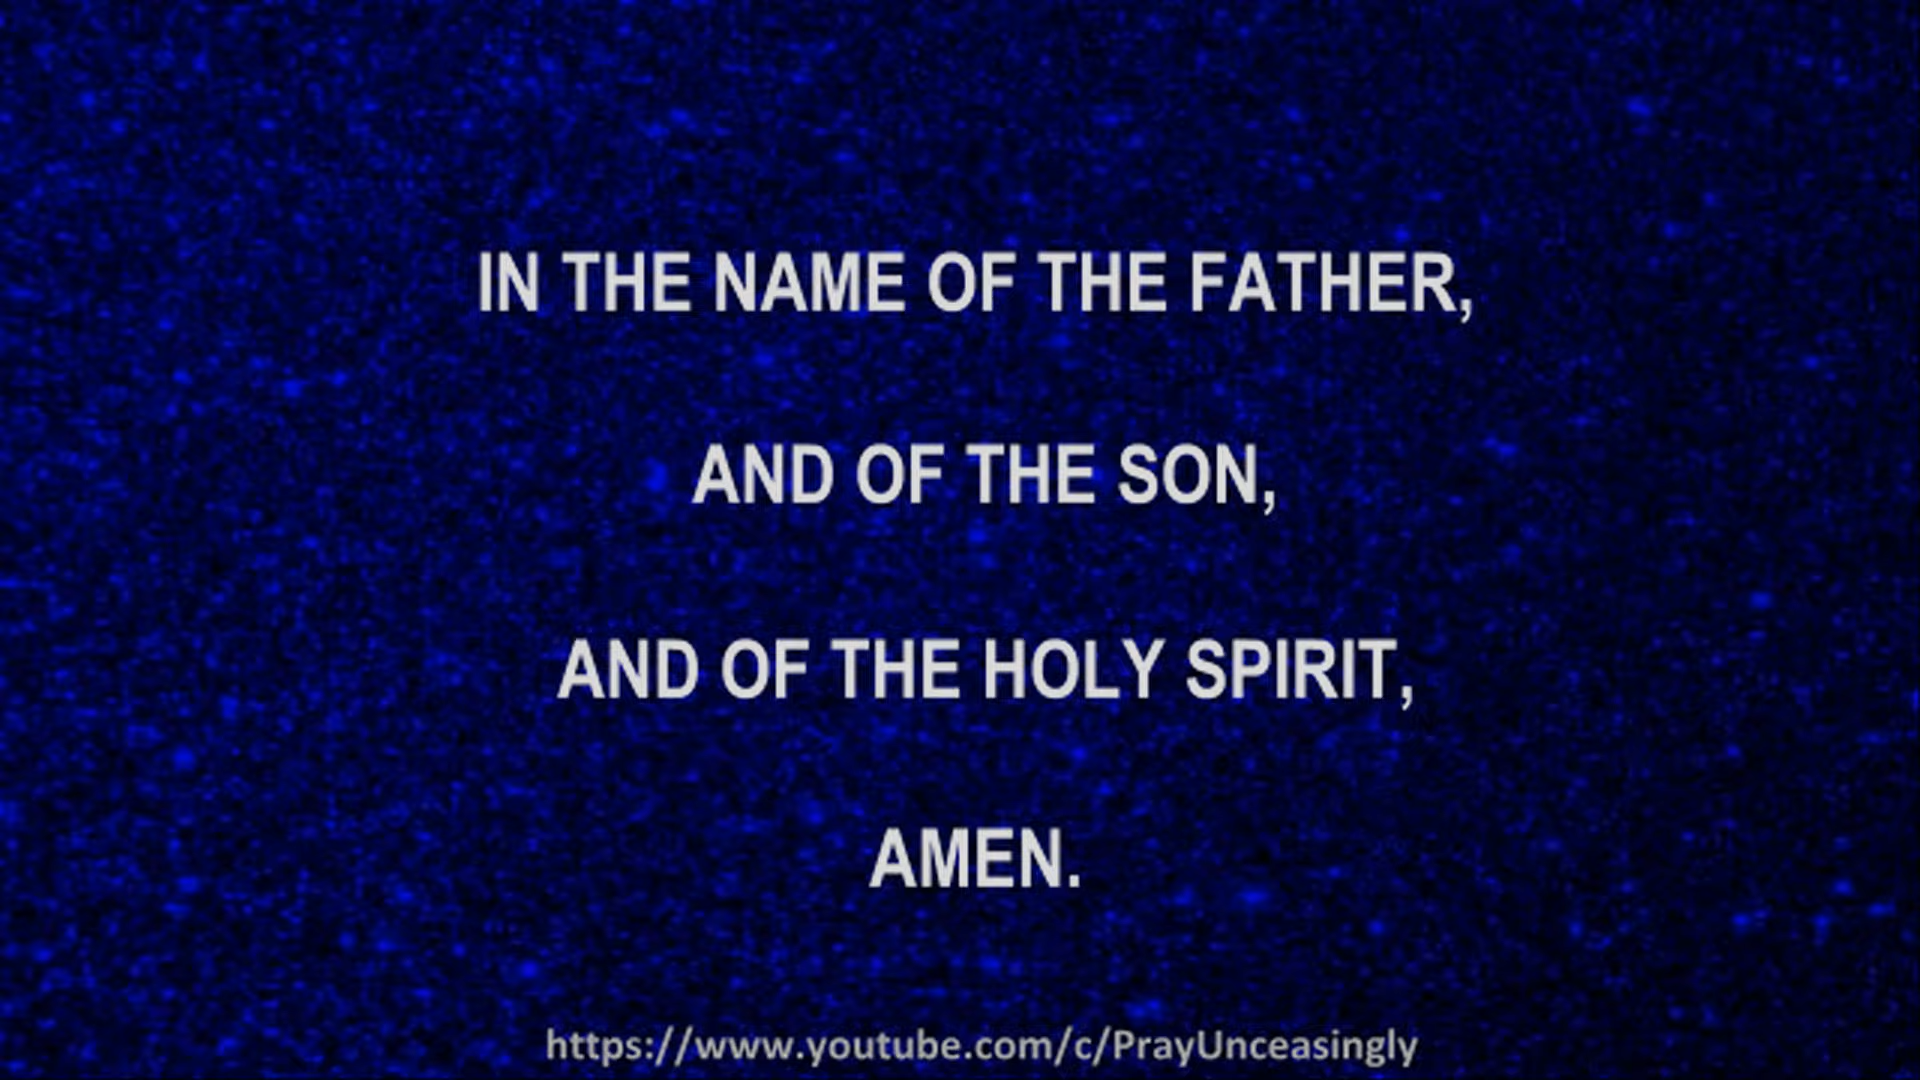 IN THE NAME OF THE FATHER,
AND OF THE SON,
AND OF THE HOLY SPIRIT,
AMEN.
https://www.youtube.com/c/PrayUnceasingly